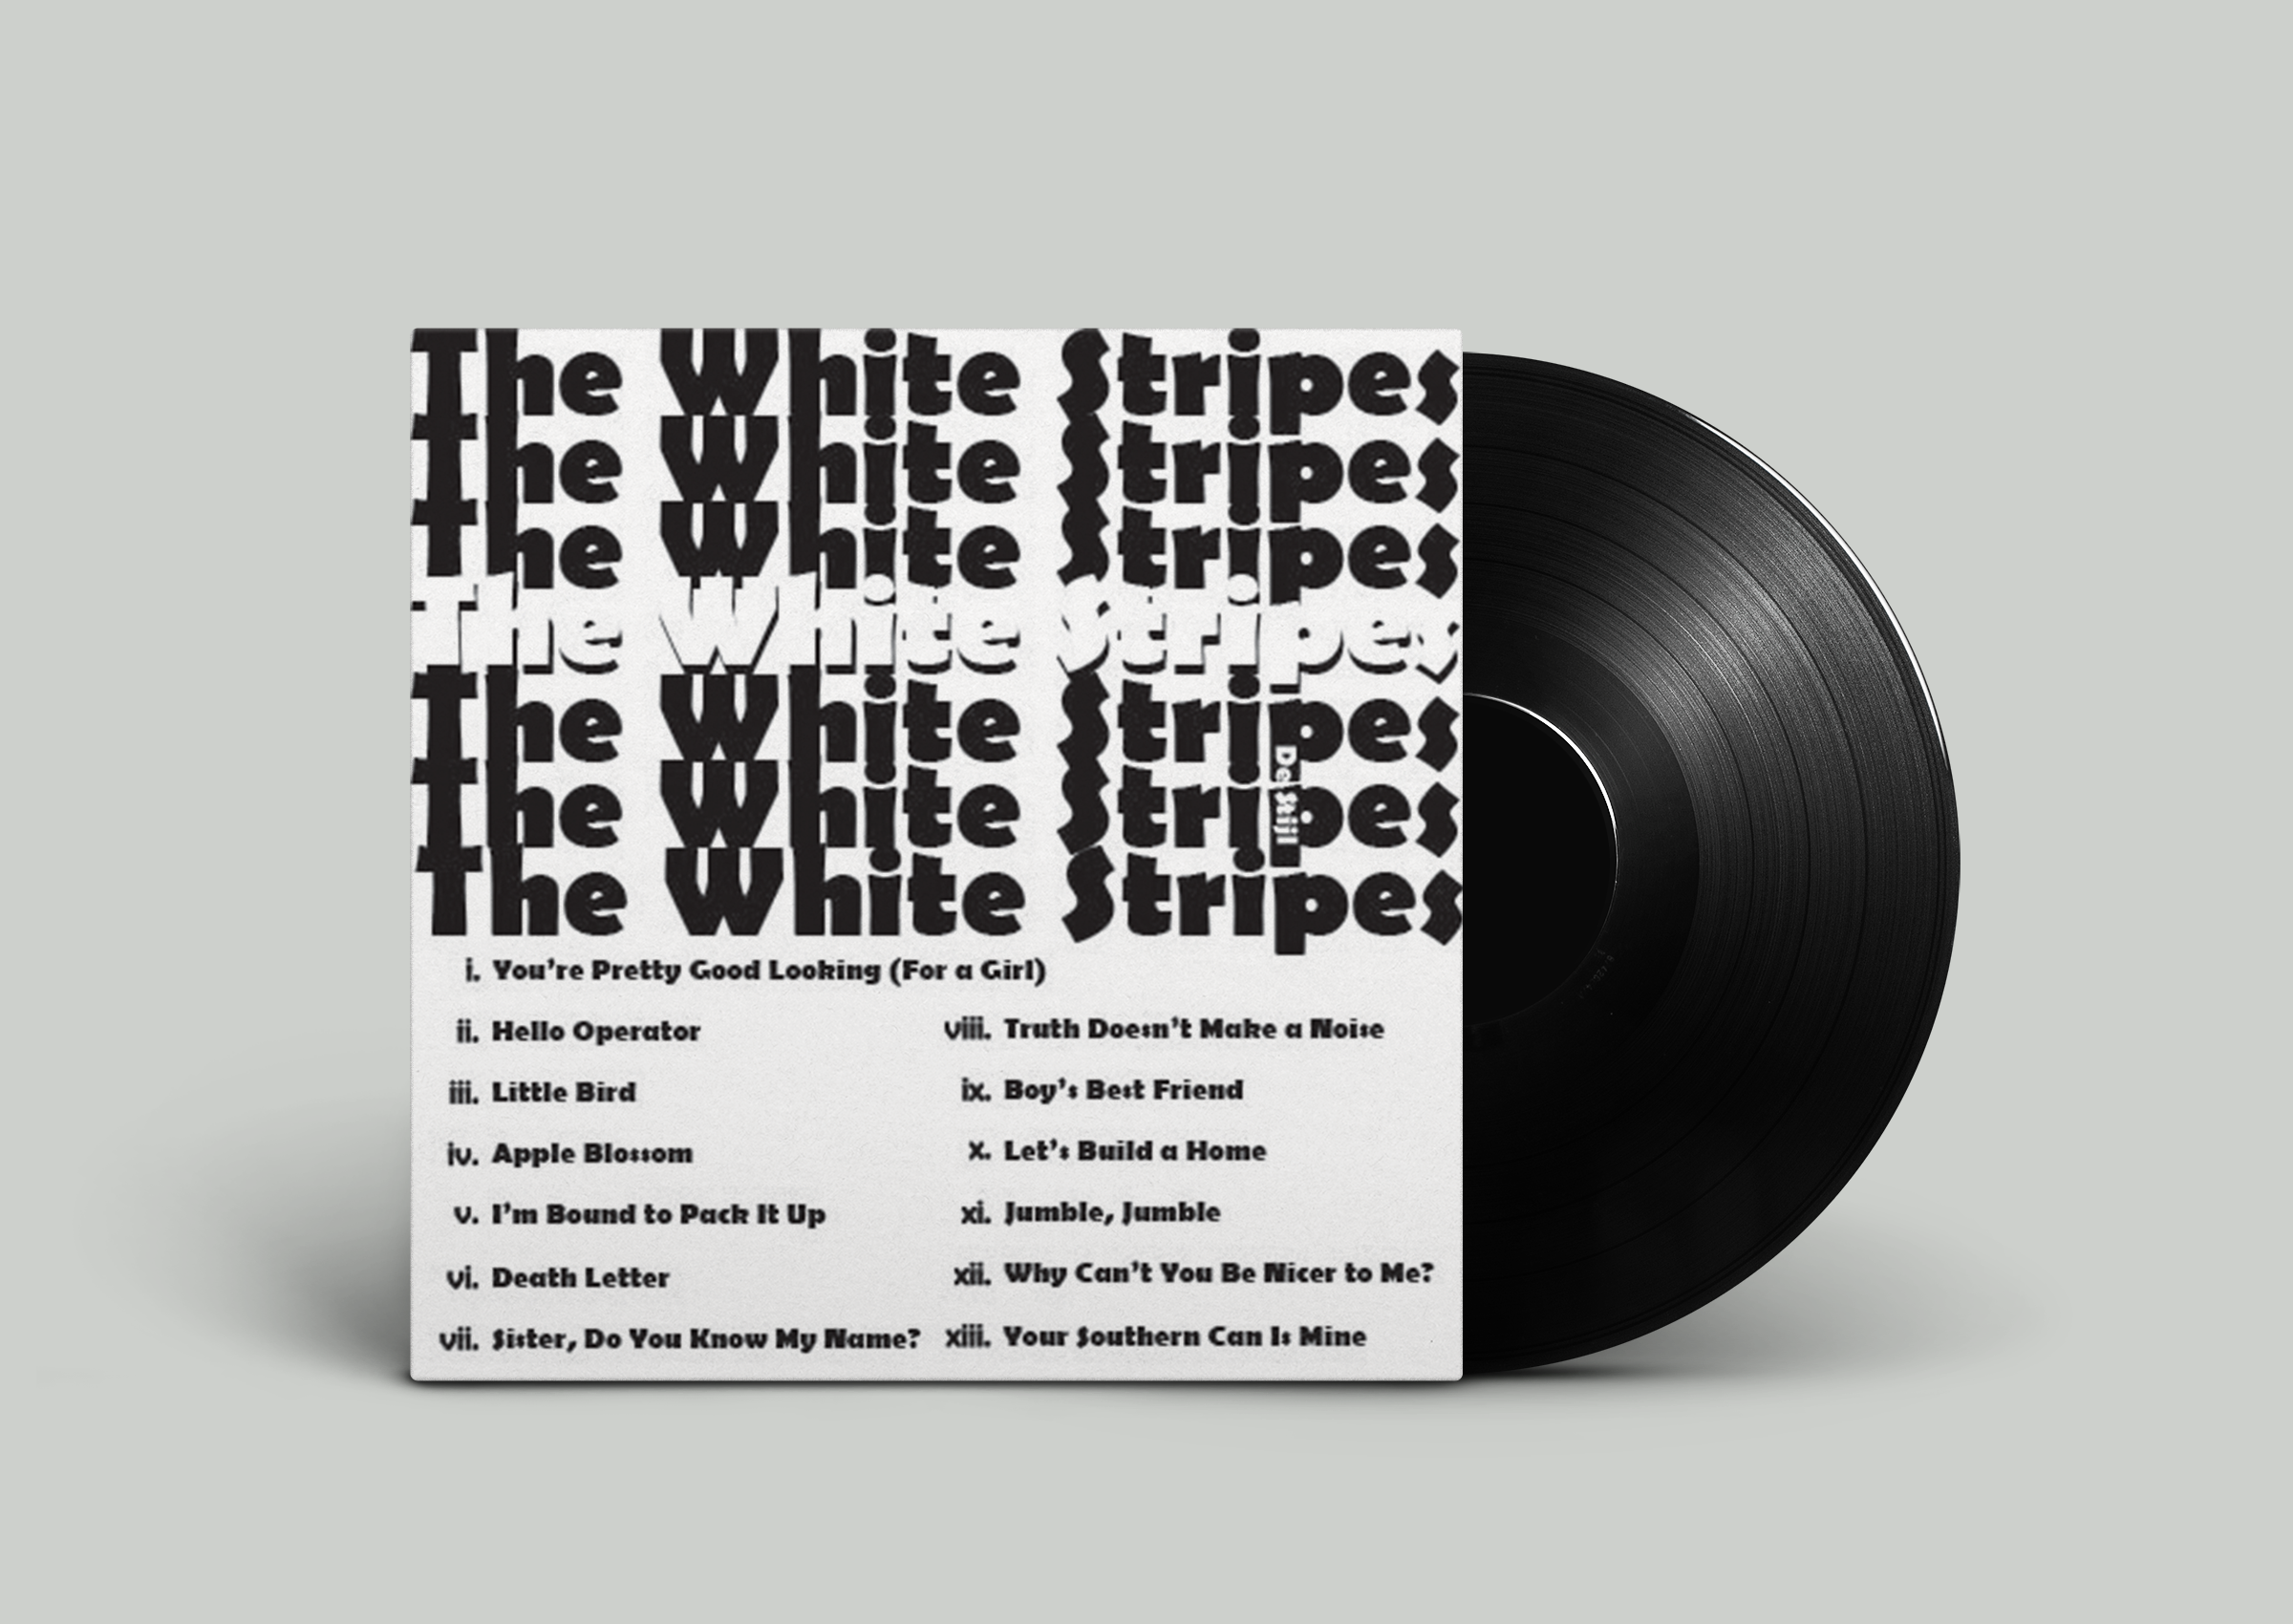 The White Stripes
The White Stripes
The White Stripes
The White Stripes
The White Stripes
The White Stripes
The White Stripes
De Stijl
i. You're Pretty Good Looking (For a Girl)
ii. Hello Operator
iii. Little Bird
iv. Apple Blossom
v. I'm Bound to Pack It Up
vi. Death Letter
vii. Sister, Do You Know My Name?
viii. Truth Doesn't Make a Noise
ix. Boy's Best Friend
x. Let's Build a Home
xi. Jumble, Jumble
xii. Why Can't You Be Nicer to Me?
xiii. Your Southern Can Is Mine